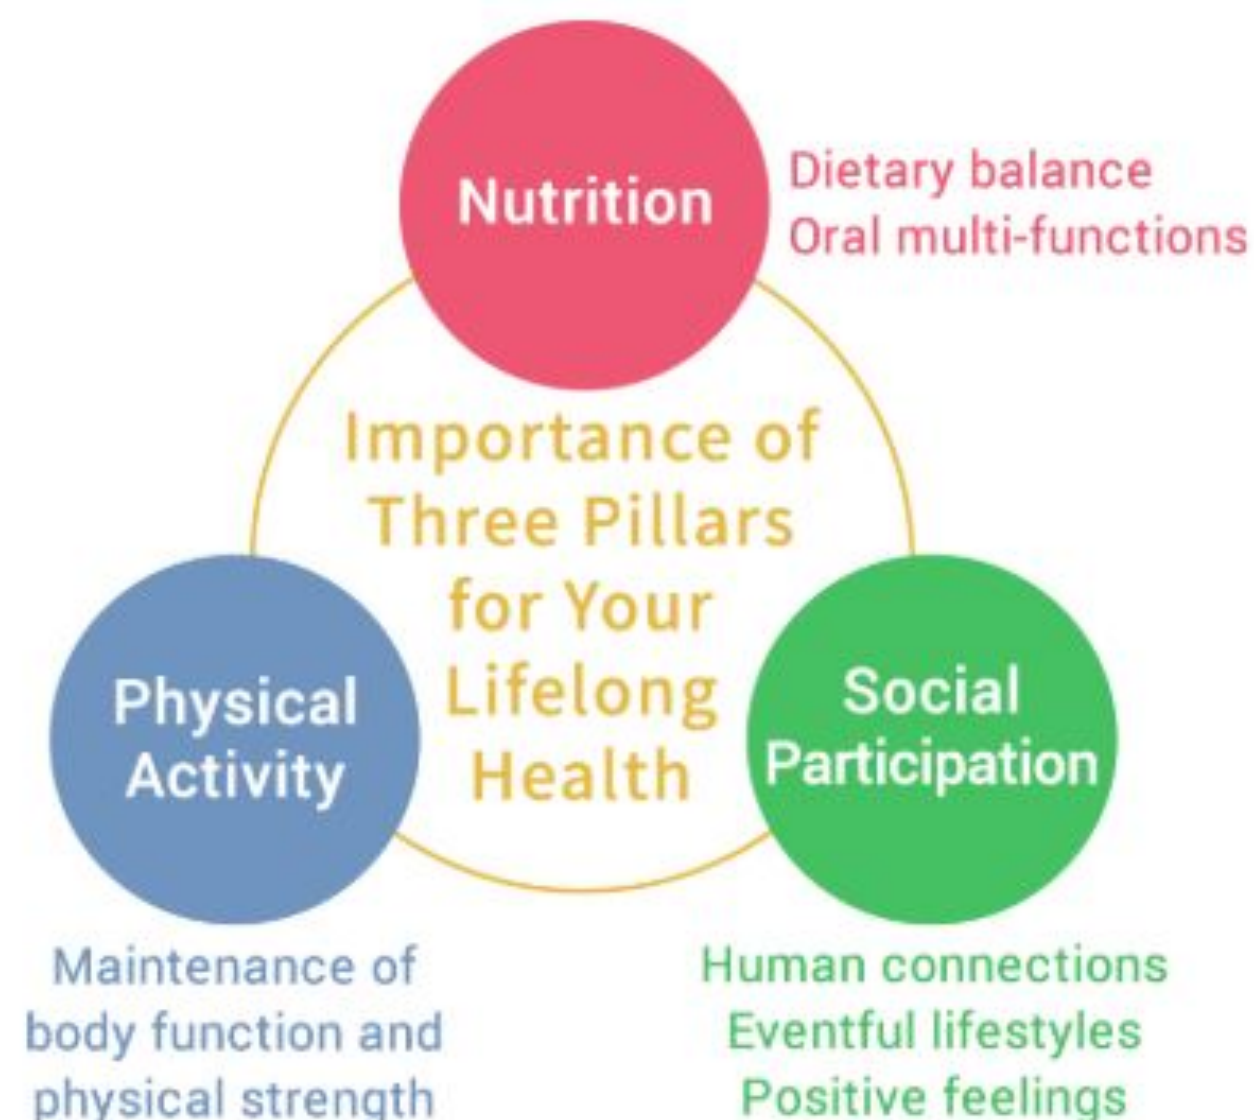 Nutrition
Dietary balance
Oral multi-functions
Importance of
Three Pillars
for Your
Lifelong
Health
Physical
Activity
Social
Participation
Maintenance of
body function and
physical strength
Human connections
Eventful lifestyles
Positive feelings